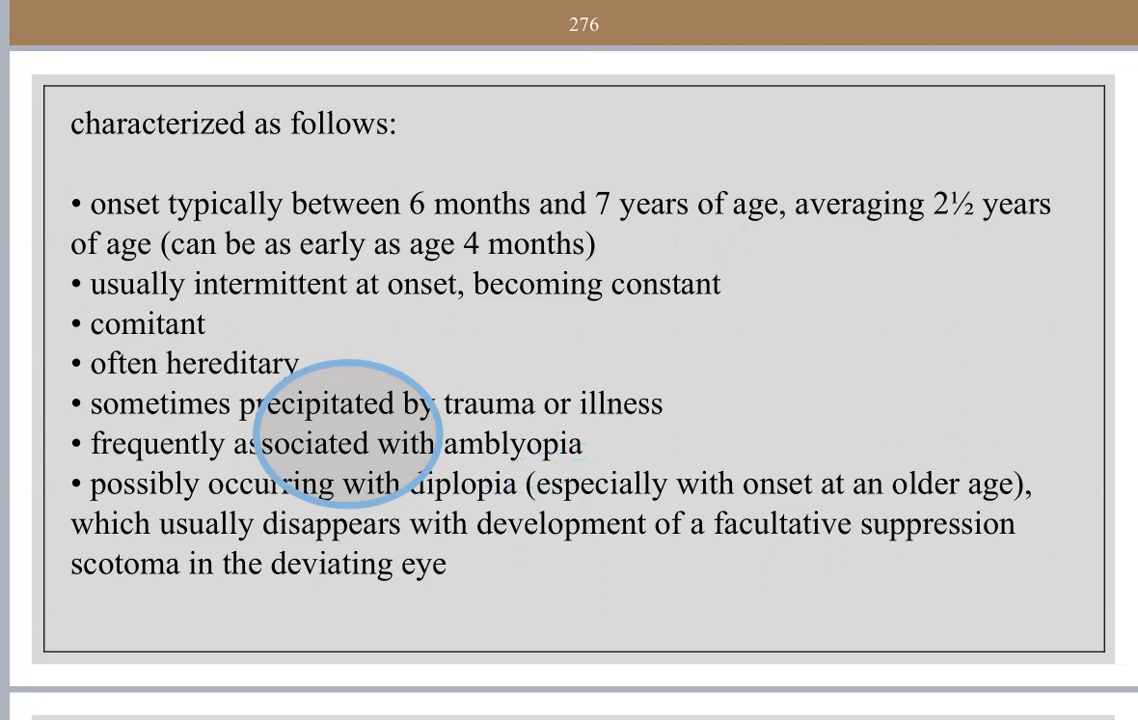 276
characterized as follows:
• onset typically between 6 months and 7 years of age, averaging 2½ years
of age (can be as early as age 4 months)
• usually intermittent at onset, becoming constant
• comitant
• often hereditary
• sometimes precipitated by trauma or illness
• frequently associated with amblyopia
• possibly occurring with diplopia (especially with onset at an older age),
which usually disappears with development of a facultative suppression
scotoma in the deviating eye